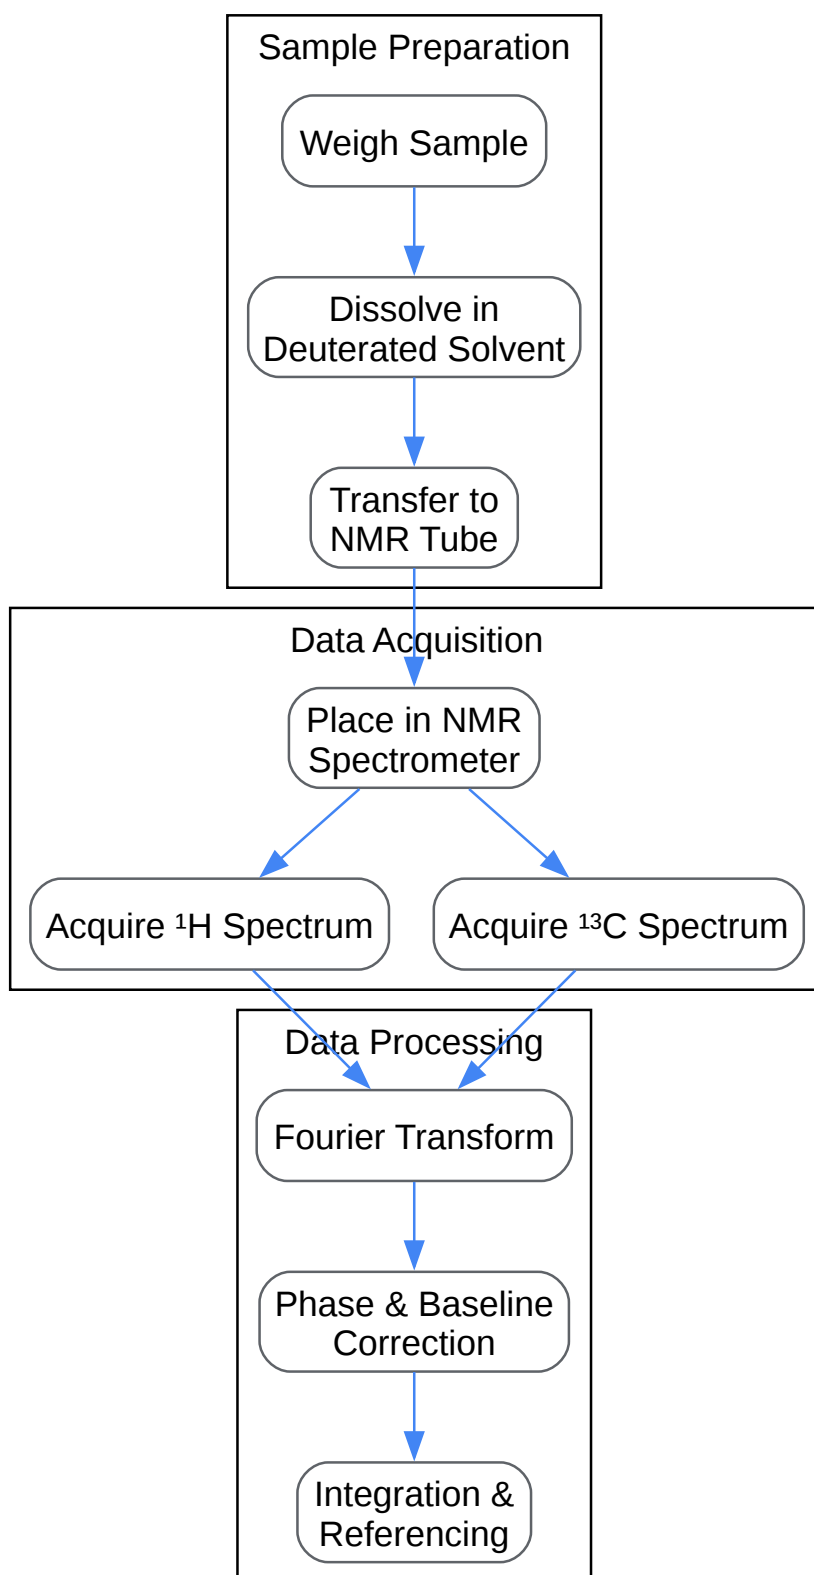 Sample Preparation
Weigh Sample
Dissolve in
Deuterated Solvent
Transfer to
NMR Tube
Data Acquisition
Place in NMR
Spectrometer
Acquire ¹H Spectrum
Acquire ¹³C Spectrum
Data Processing
Fourier Transform
Phase & Baseline
Correction
Integration &
Referencing